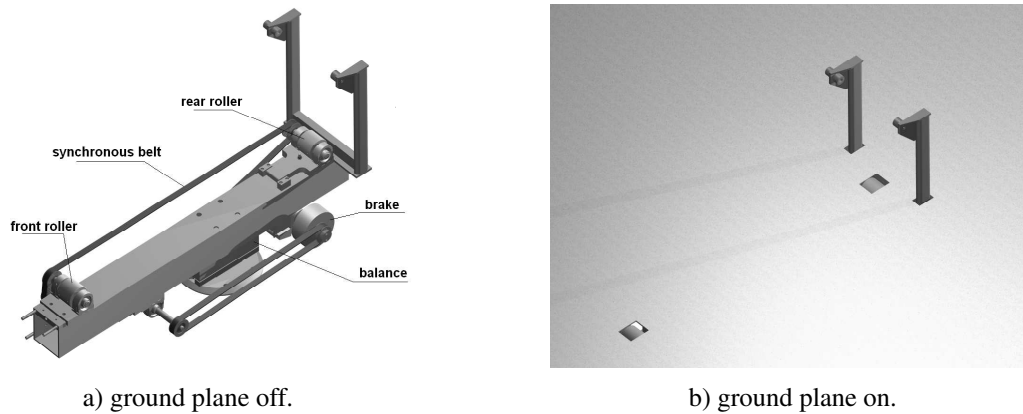 rear roller
synchronous belt
brake
front roller
balance
a) ground plane off.
b) ground plane on.